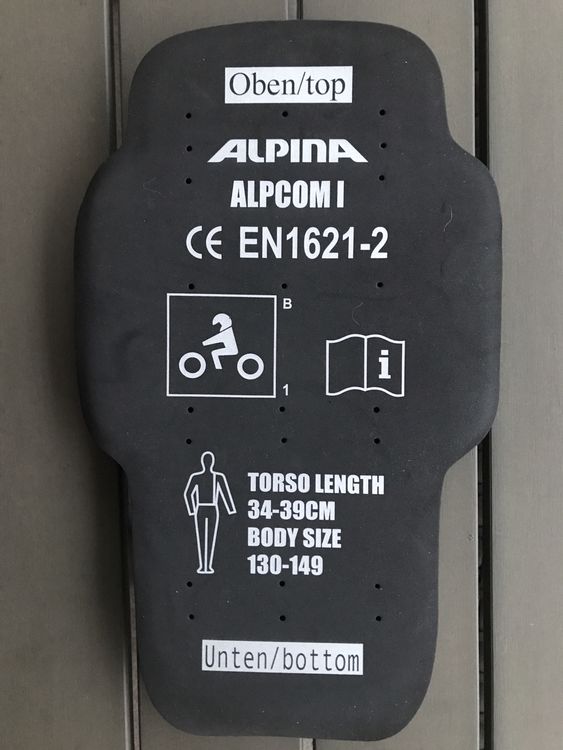 Oben/top
ALPINA
ALPCOM I
CE EN1621-2
B
i
1
TORSO LENGTH
34-39CM
BODY SIZE
130-149
Unten/bottom